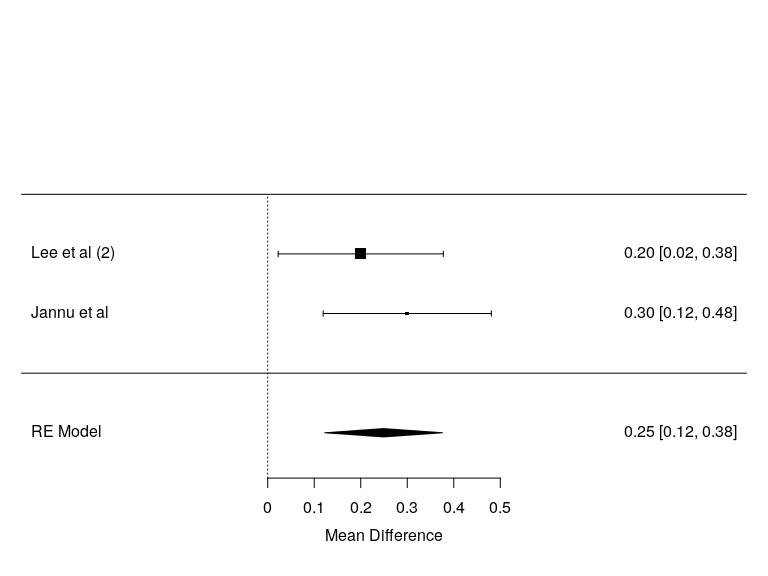 Lee et al (2) 0.20 [0.02, 0.38]
Jannu et al 0.30 [0.12, 0.48]
RE Model 0.25 [0.12, 0.38]
0 0.1 0.2 0.3 0.4 0.5
Mean Difference